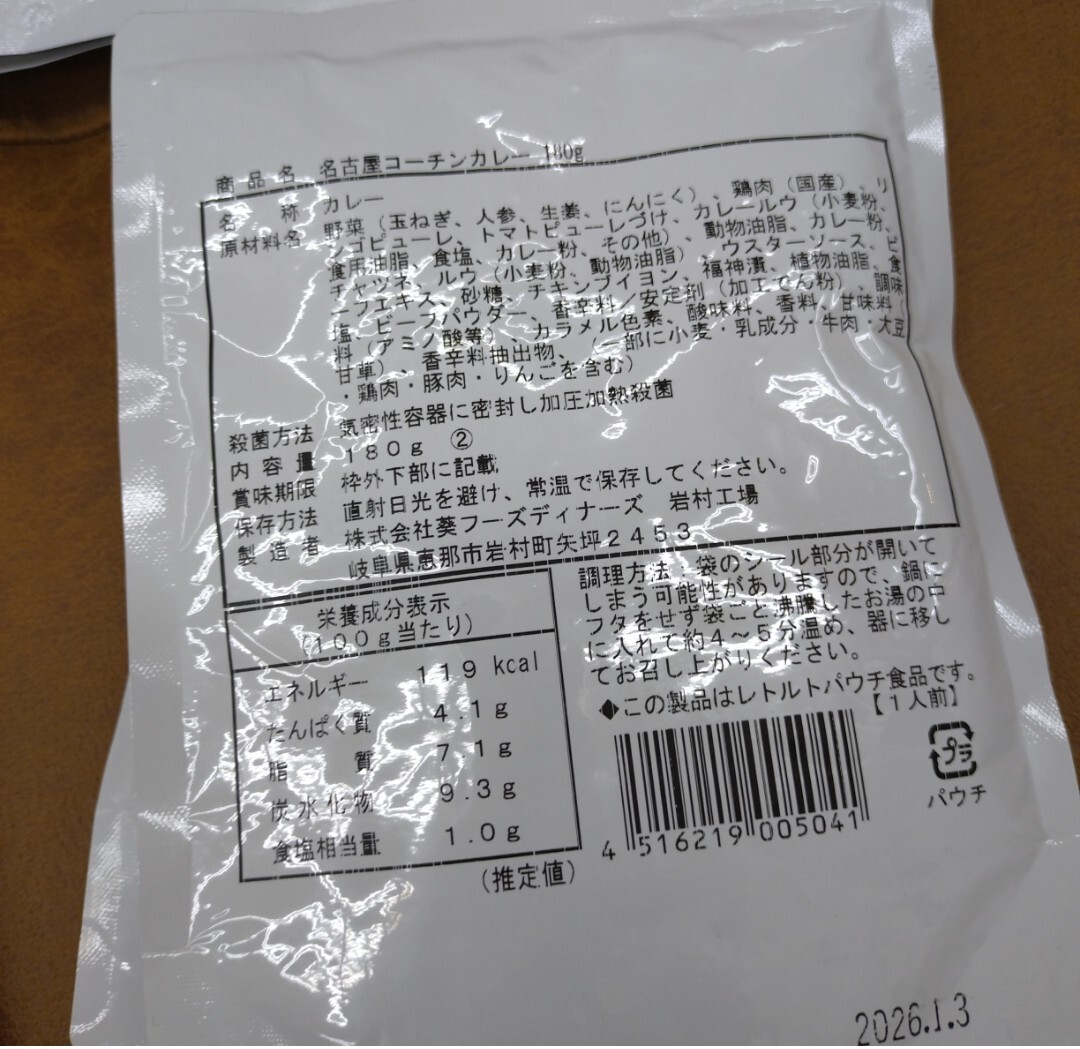 商品名 名古屋コーチンカレー 180g
名称 カレー
原材料名 野菜（玉ねぎ、人参、生姜、にんにく）、鶏肉（国産）、リ
ンゴピューレ、トマトピューレづけ、カレールウ（小麦粉、
食用油脂、食塩、カレー粉、その他）、動物油脂、カレー粉、
チャツネ、ルウ（小麦粉、動物油脂）、ウスターソース、ビ
ーフエキス、砂糖、チキンブイヨン、福神漬、植物油脂、食
塩、ビーフパウダー、香辛料／安定剤（加工でん粉）、調味
料（アミノ酸等）、カラメル色素、酸味料、香料、甘味料（
甘草）、香辛料抽出物、（一部に小麦・乳成分・牛肉・大豆
・鶏肉・豚肉・りんごを含む）
殺菌方法 気密性容器に密封し加圧加熱殺菌
内容量 180g ②
賞味期限 枠外下部に記載
保存方法 直射日光を避け、常温で保存してください。
製造者 株式会社葵フーズディナーズ 岩村工場
岐阜県恵那市岩村町矢坪2453
栄養成分表示
(100g当たり)
エネルギー 119 kcal
たんぱく質 4.1g
脂質 7.1g
炭水化物 9.3g
食塩相当量 1.0g
(推定値)
調理方法：袋のシール部分が開いて
しまう可能性がありますので、鍋に
フタをせず袋ごと沸騰したお湯の中
に入れて約4～5分温め、器に移し
てお召し上がりください。
◆この製品はレトルトパウチ食品です。
【1人前】
プラ
パウチ
4 516219 005041
2026.1.3